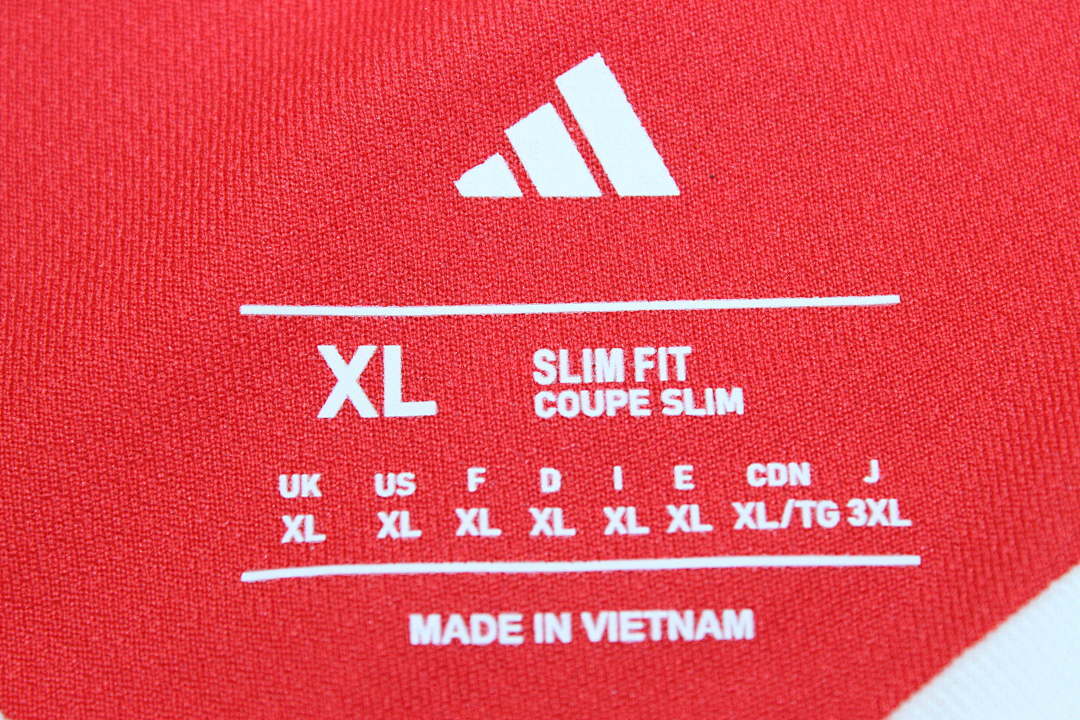 XL
SLIM FIT
COUPE SLIM
UK US F D I E CDN J
XL XL XL XL XL XL XL/TG 3XL
MADE IN VIETNAM